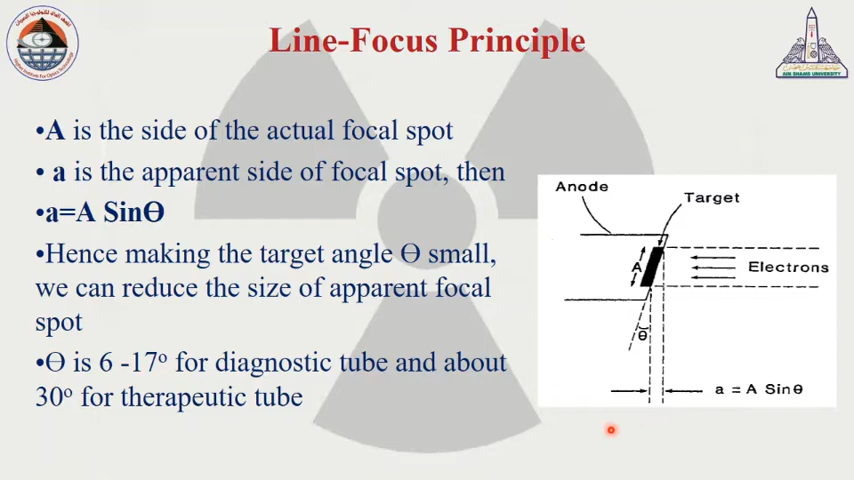 Line-Focus Principle
AIN SHAMS UNIVERSITY
•A is the side of the actual focal spot
• a is the apparent side of focal spot, then
•a=A Sinϴ
•Hence making the target angle ϴ small,
we can reduce the size of apparent focal
spot
•ϴ is 6 -17º for diagnostic tube and about
30º for therapeutic tube
Anode
Target
A
Electrons
θ
a = A Sinθ